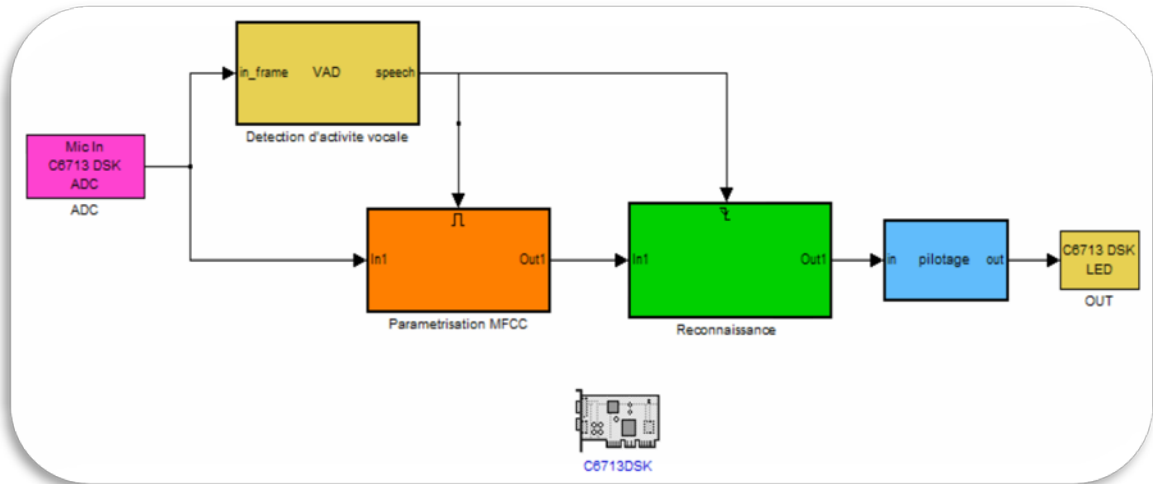 in_frame VAD speech
Detection d'activite vocale
Mic In
C6713 DSK
ADC
ADC
In1 Out1
Parametrisation MFCC
In1 Out1
Reconnaissance
in pilotage out
C6713 DSK
LED
OUT
C6713DSK